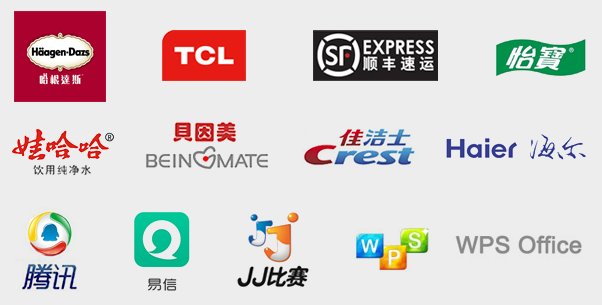 Häagen-Dazs
哈根達斯
TCL
SF EXPRESS
顺丰速运
怡寶®
娃哈哈®
饮用纯净水
貝因美
BEINGMATE
佳洁士
Crest
Haier 海尔
腾讯
易信
JJ
JJ比赛
WPS
WPS Office